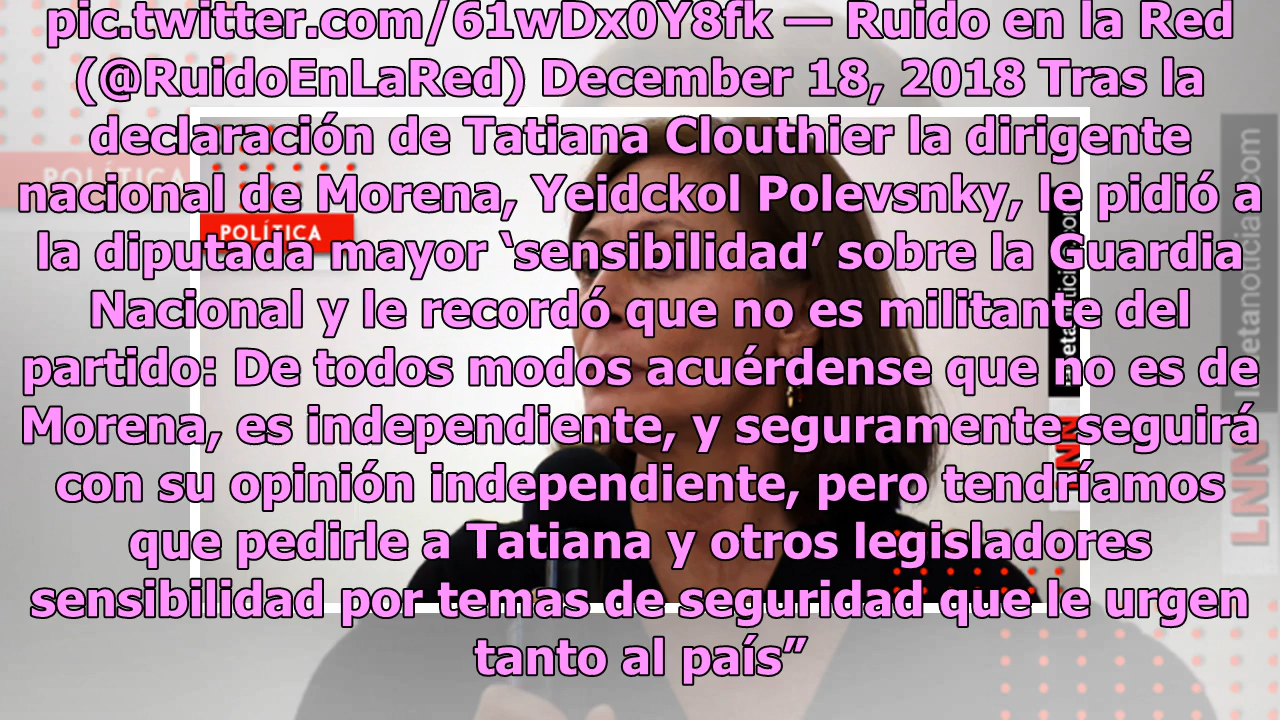 pic.twitter.com/61wDx0Y8fk — Ruido en la Red
(@RuidoEnLaRed) December 18, 2018 Tras la
declaración de Tatiana Clouthier la dirigente
nacional de Morena, Yeidckol Polevsnky, le pidió a
la diputada mayor ‘sensibilidad’ sobre la Guardia
Nacional y le recordó que no es militante del
partido: De todos modos acuérdense que no es de
Morena, es independiente, y seguramente seguirá
con su opinión independiente, pero tendríamos
que pedirle a Tatiana y otros legisladores
sensibilidad por temas de seguridad que le urgen
tanto al país”
POLÍTICA
POLÍTICA
LNN
LNN